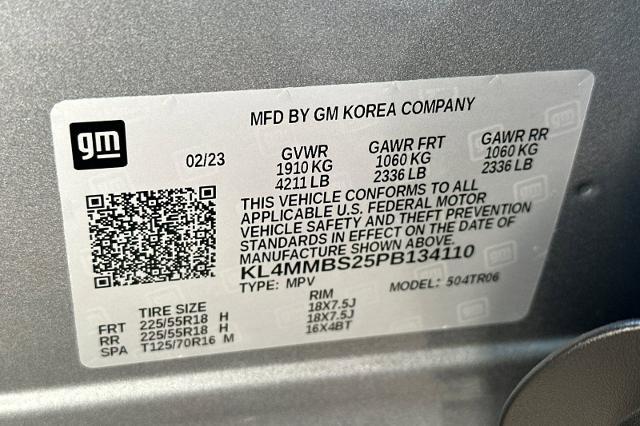 gm
MFD BY GM KOREA COMPANY
02/23 GVWR GAWR FRT GAWR RR
1910 KG 1060 KG 1060 KG
4211 LB 2336 LB 2336 LB
THIS VEHICLE CONFORMS TO ALL
APPLICABLE U.S. FEDERAL MOTOR
VEHICLE SAFETY AND THEFT PREVENTION
STANDARDS IN EFFECT ON THE DATE OF
MANUFACTURE SHOWN ABOVE.
KL4MMBS25PB134110
TYPE: MPV MODEL: 504TR06
TIRE SIZE RIM
FRT 225/55R18 H 18X7.5J
RR 225/55R18 H 18X7.5J
SPA T125/70R16 M 16X4BT